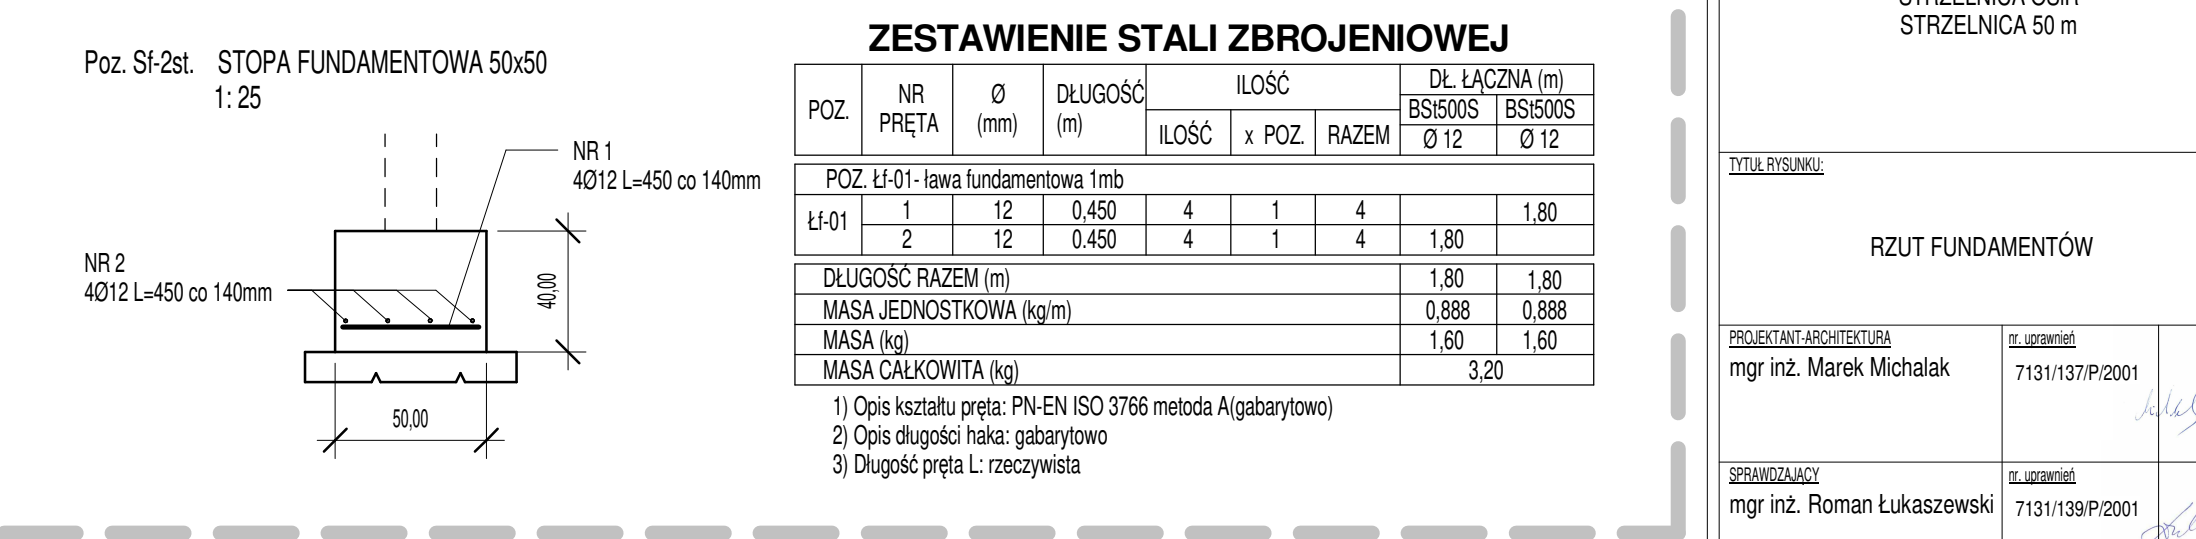 Poz. Sf-2st. STOPA FUNDAMENTOWA 50x50
1: 25
NR 1
4Ø12 L=450 co 140mm
NR 2
4Ø12 L=450 co 140mm
40,00
50,00
ZESTAWIENIE STALI ZBROJENIOWEJ
POZ. NR PRĘTA Ø (mm) DŁUGOŚĆ (m) ILOŚĆ DŁ. ŁĄCZNA (m)
BSt500S BSt500S
ILOŚĆ x POZ. RAZEM Ø 12 Ø 12
POZ. Łf-01- ława fundamentowa 1mb
Łf-01 1 12 0,450 4 1 4 1,80
2 12 0.450 4 1 4 1,80
DŁUGOŚĆ RAZEM (m) 1,80 1,80
MASA JEDNOSTKOWA (kg/m) 0,888 0,888
MASA (kg) 1,60 1,60
MASA CAŁKOWITA (kg) 3,20
1) Opis kształtu pręta: PN-EN ISO 3766 metoda A(gabarytowo)
2) Opis długości haka: gabarytowo
3) Długość pręta L: rzeczywista
STRZELNICA OSIR
STRZELNICA 50 m
TYTUŁ RYSUNKU:
RZUT FUNDAMENTÓW
PROJEKTANT-ARCHITEKTURA nr. uprawnień
mgr inż. Marek Michalak 7131/137/P/2001
SPRAWDZAJĄCY nr. uprawnień
mgr inż. Roman Łukaszewski 7131/139/P/2001